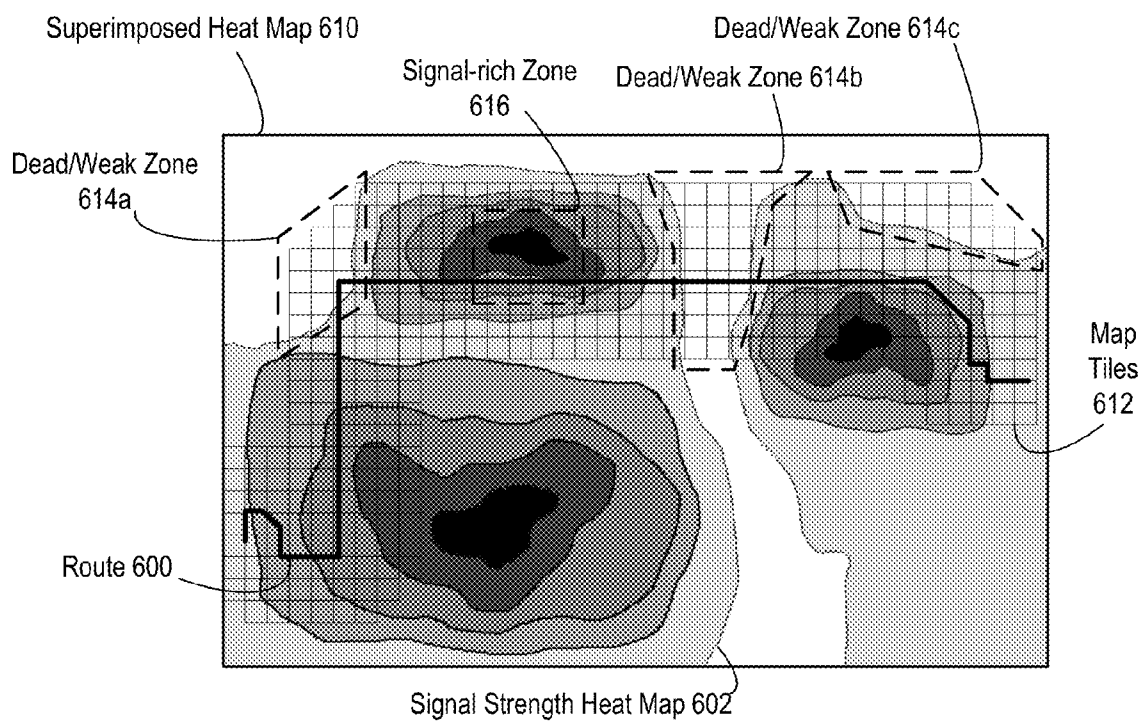 Superimposed Heat Map 610
Dead/Weak Zone 614c
Signal-rich Zone
616
Dead/Weak Zone 614b
Dead/Weak Zone
614a
Map
Tiles
612
Route 600
Signal Strength Heat Map 602